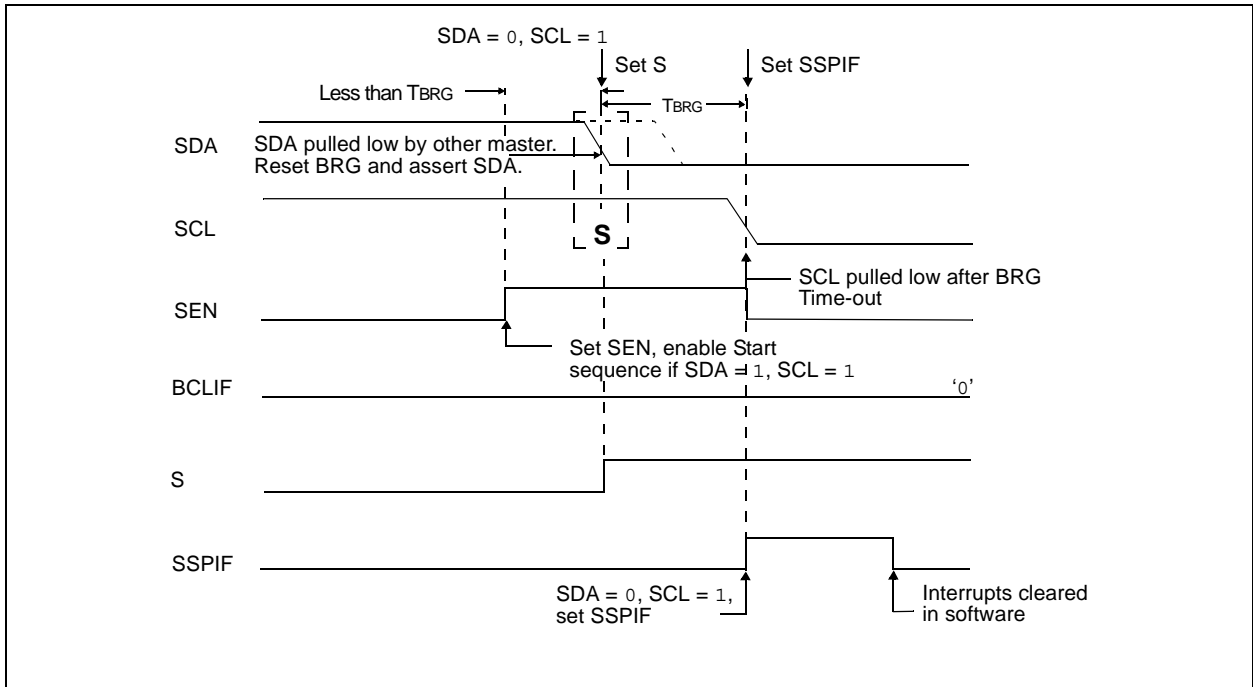 SDA = 0, SCL = 1
Set S
Set SSPIF
Less than TBRG
TBRG
SDA
SDA pulled low by other master.
Reset BRG and assert SDA.
SCL
S
SCL pulled low after BRG
Time-out
SEN
Set SEN, enable Start
sequence if SDA = 1, SCL = 1
BCLIF
‘0’
S
SSPIF
SDA = 0, SCL = 1,
set SSPIF
Interrupts cleared
in software